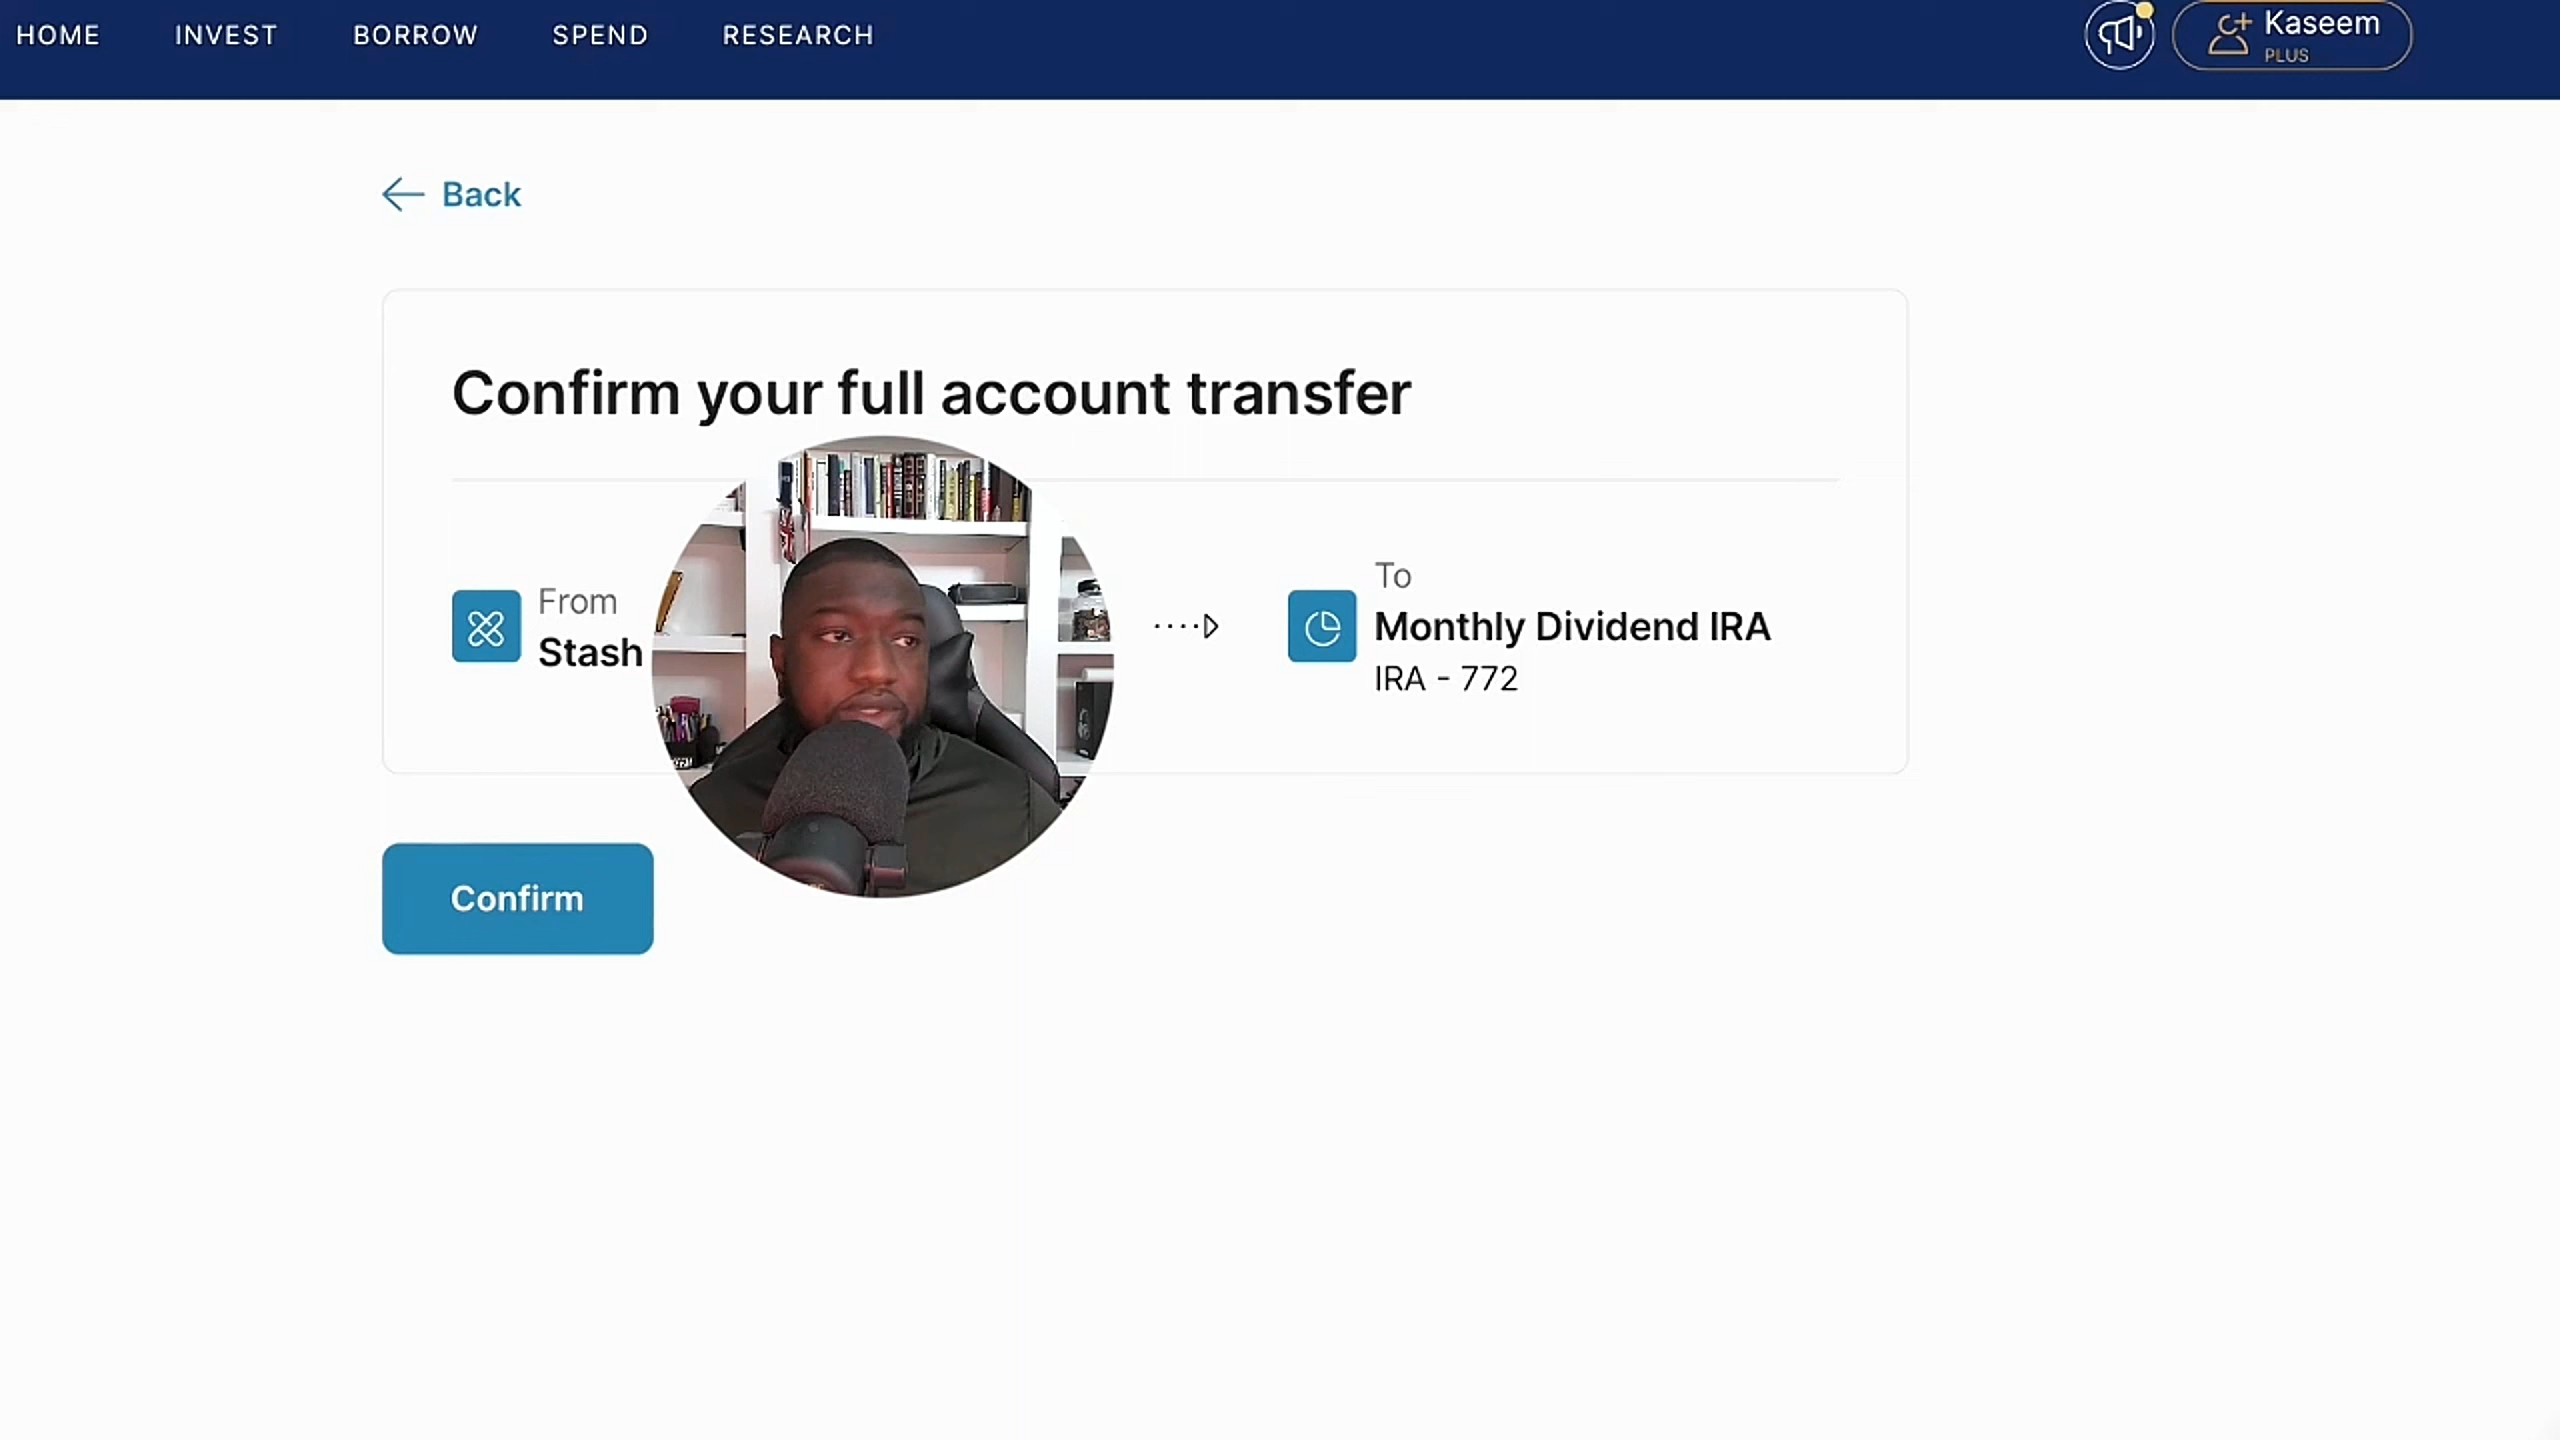 HOME INVEST BORROW SPEND RESEARCH
Kaseem
PLUS
Back
Confirm your full account transfer
From
Stash
To
Monthly Dividend IRA
IRA - 772
Confirm